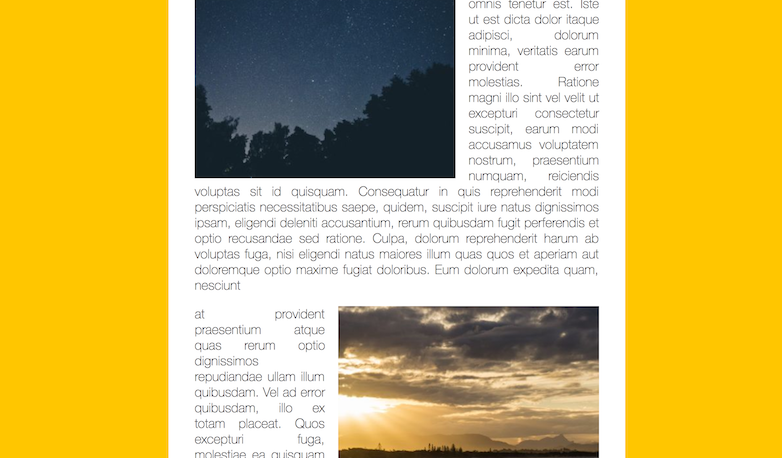 omnis tenetur est. Iste
ut est dicta dolor itaque
adipisci, dolorum
minima, veritatis earum
provident error
molestias. Ratione
magni illo sint vel velit ut
excepturi consectetur
suscipit, earum modi
accusamus voluptatem
nostrum, praesentium
numquam, reiciendis
voluptas sit id quisquam. Consequatur in quis reprehenderit modi
perspiciatis necessitatibus saepe, quidem, suscipit iure natus dignissimos
ipsam, eligendi deleniti accusantium, rerum quibusdam fugit perferendis et
optio recusandae sed ratione. Culpa, dolorum reprehenderit harum ab
voluptas fuga, nisi eligendi natus maiores illum quas quos et aperiam aut
doloremque optio maxime fugiat doloribus. Eum dolorum expedita quam,
nesciunt
at provident
praesentium atque
quas rerum optio
dignissimos
repudiandae ullam illum
quibusdam. Vel ad error
quibusdam, illo ex
totam placeat. Quos
excepturi fuga,
molestiae ea quisquam